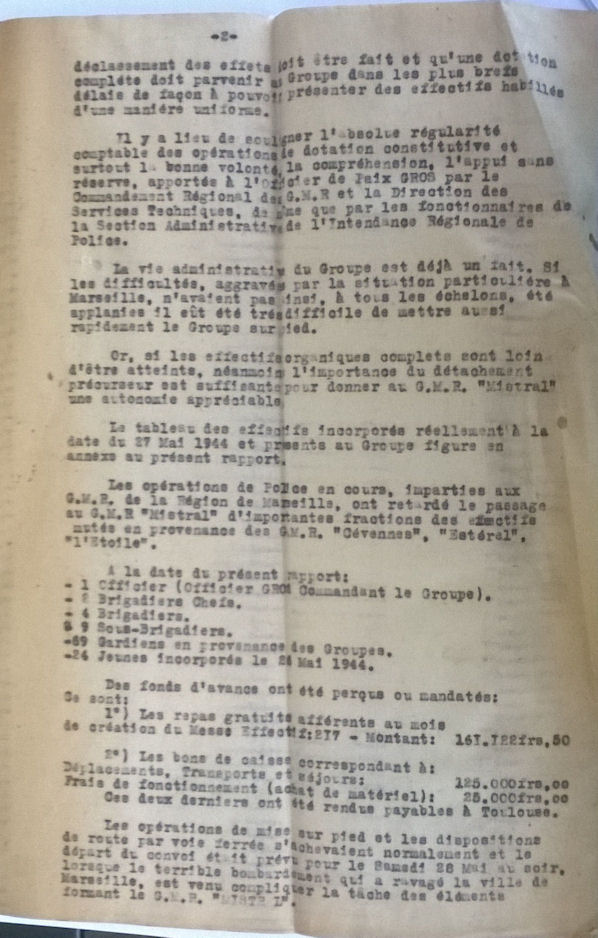 -2-
déclassement des effets doit être fait et qu'une dotation
complète doit parvenir au Groupe dans les plus brefs
délais de façon à pouvoir présenter des effectifs habillés
d'une manière uniforme.
Il y a lieu de souligner l'absolue régularité
comptable des opérations de dotation constitutive et
surtout la bonne volonté, la compréhension, l'appui sans
réserve, apportés à l'Officier de Paix GROS par le
Commandement Régional des G.M.R et la Direction des
Services Techniques, de même que par les fonctionnaires de
la Section Administrative de l'Intendance Régionale de
Police.
La vie administrative du Groupe est déjà un fait. Si
les difficultés, aggravées par la situation particulière à
Marseille, n'avaient pas ainsi, à tous les échelons, été
applanies il eût été très difficile de mettre aussi
rapidement le Groupe sur pied.
Or, si les effectifs organiques complets sont loin
d'être atteints, néanmoins l'importance du détachement
précurseur est suffisante pour donner au G.M.R. "Mistral"
une autonomie appréciable.
Le tableau des effectifs incorporés réellement à la
date du 27 Mai 1944 et présents au Groupe figure en
annexe au présent rapport.
Les opérations de Police en cours, imparties aux
G.M.R. de la Région de Marseille, ont retardé le passage
au G.M.R "Mistral" d'importantes fractions des effectifs
mutés en provenance des G.M.R. "Cévennes", "Estérel",
"l'Etoile".
A la date du présent rapport:
- 1 Officier (Officier GROS Commandant le Groupe).
- 2 Brigadiers Chefs.
- 4 Brigadiers.
9 Sous-Brigadiers.
-69 Gardiens en provenance des Groupes.
-24 Jeunes incorporés le Mai 1944.
Des fonds d'avance ont été perçus ou mandatés:
Ce sont:
1°) Les repas gratuits afférents au mois
de création du Messe Effectif:217 - Montant: 161.122frs,50
2°) Les bons de caisse correspondant à:
Déplacements, Transports et séjours: 125.000frs,oo
Frais de fonctionnement (achat de matériel): 25.000frs,oo
Ces deux derniers ont été rendus payables à Toulouse.
Les opérations de mise sur pied et les dispositions
de route par voie ferrée s'achevaient normalement et le
départ du convoi était prévu pour le Samedi 28 Mai au soir,
lorsque le terrible bombardement qui a ravagé la ville de
Marseille, est venu compliquer la tâche des éléments
formant le G.M.R. "MISTRAL".